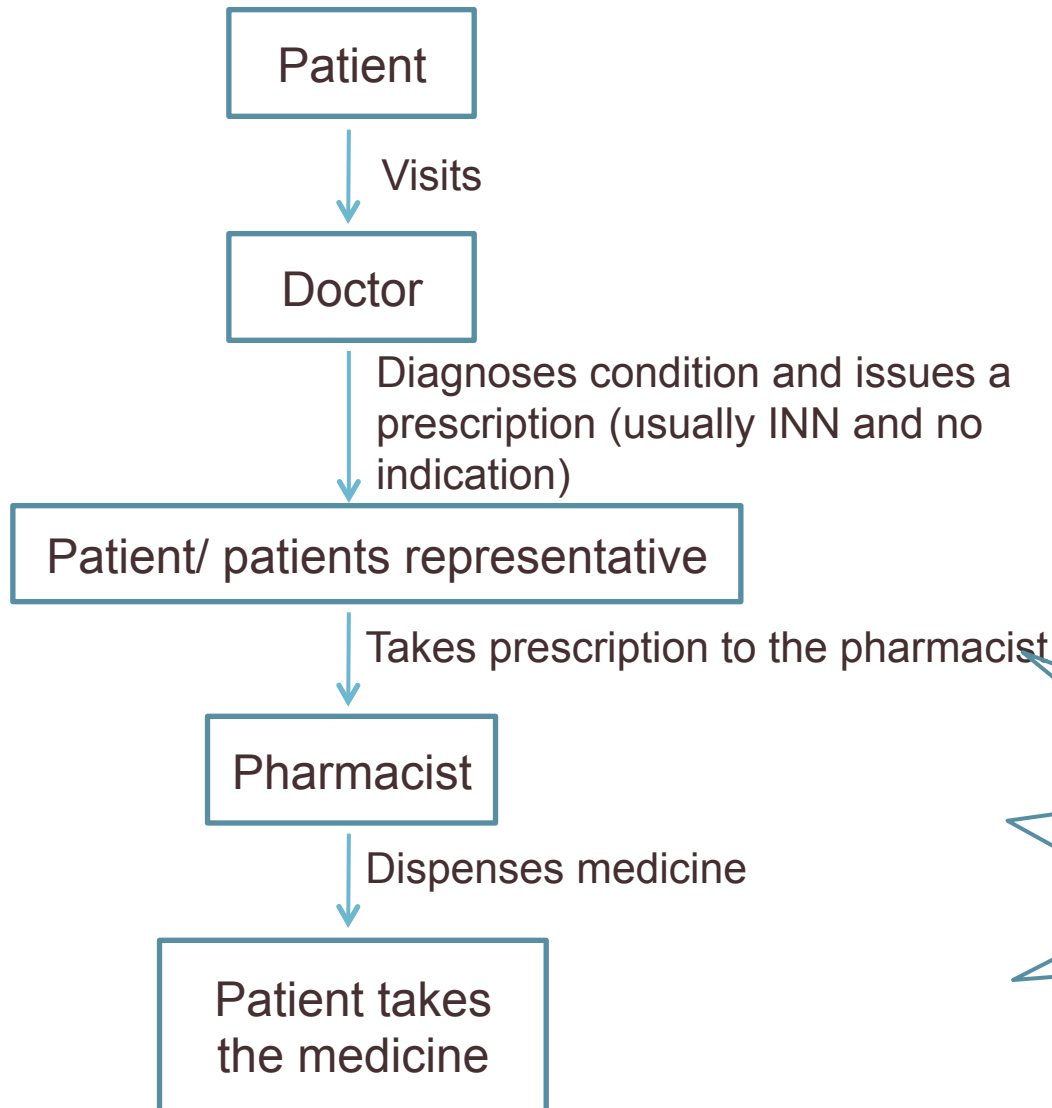 Patient
Visits
Doctor
Diagnoses condition and issues a
prescription (usually INN and no
indication)
Patient/ patients representative
Takes prescription to the pharmacist
Pharmacist
Dispenses medicine
Patient takes
the medicine